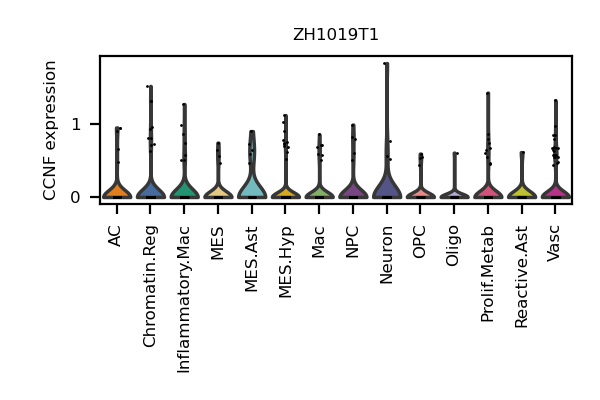 ZH1019T1
CCNF expression
1
0
AC
Chromatin.Reg
Inflammatory.Mac
MES
MES.Ast
MES.Hyp
Mac
NPC
Neuron
OPC
Oligo
Prolif.Metab
Reactive.Ast
Vasc